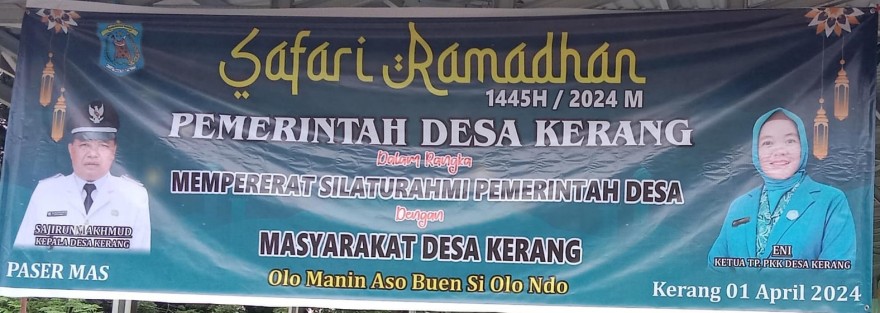 Safari Ramadhan
1445H / 2024 M
PEMERINTAH DESA KERANG
Dalam Rangka
MEMPERERAT SILATURAHMI PEMERINTAH DESA
Dengan
MASYARAKAT DESA KERANG
Olo Manin Aso Buen Si Olo Ndo
SAJIRUN MAKHMUD
KEPALA DESA KERANG
PASER MAS
ENI
KETUA TP. PKK DESA KERANG
Kerang 01 April 2024